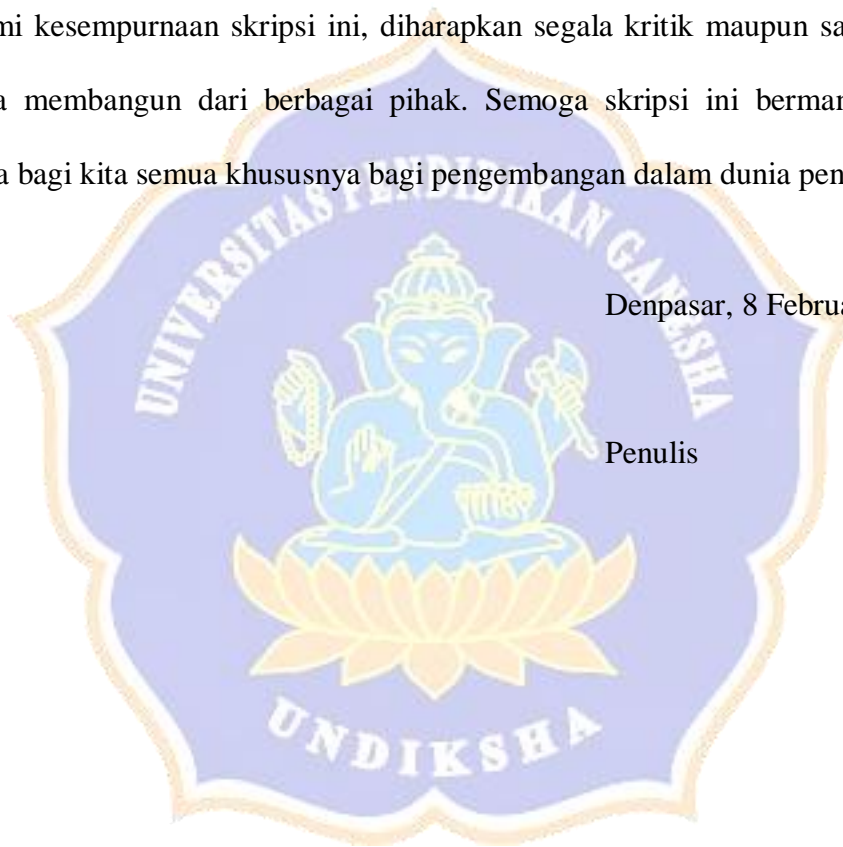 mi kesempurnaan skripsi ini, diharapkan segala kritik maupun sa
a membangun dari berbagai pihak. Semoga skripsi ini berman
a bagi kita semua khususnya bagi pengembangan dalam dunia pen
UNIVERSITAS PENDIDIKAN GANESHA
Denpasar, 8 Februa
Penulis
UNDIKSHA